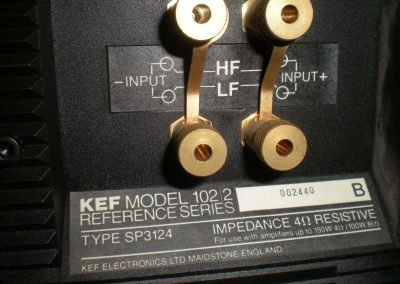 -INPUT HF INPUT+
LF
KEF MODEL 102/2 002440 B
REFERENCE SERIES
TYPE SP3124 IMPEDANCE 4Ω RESISTIVE
For use with amplifiers up to 150W 4Ω (100W 8Ω)
KEF ELECTRONICS LTD MAIDSTONE ENGLAND